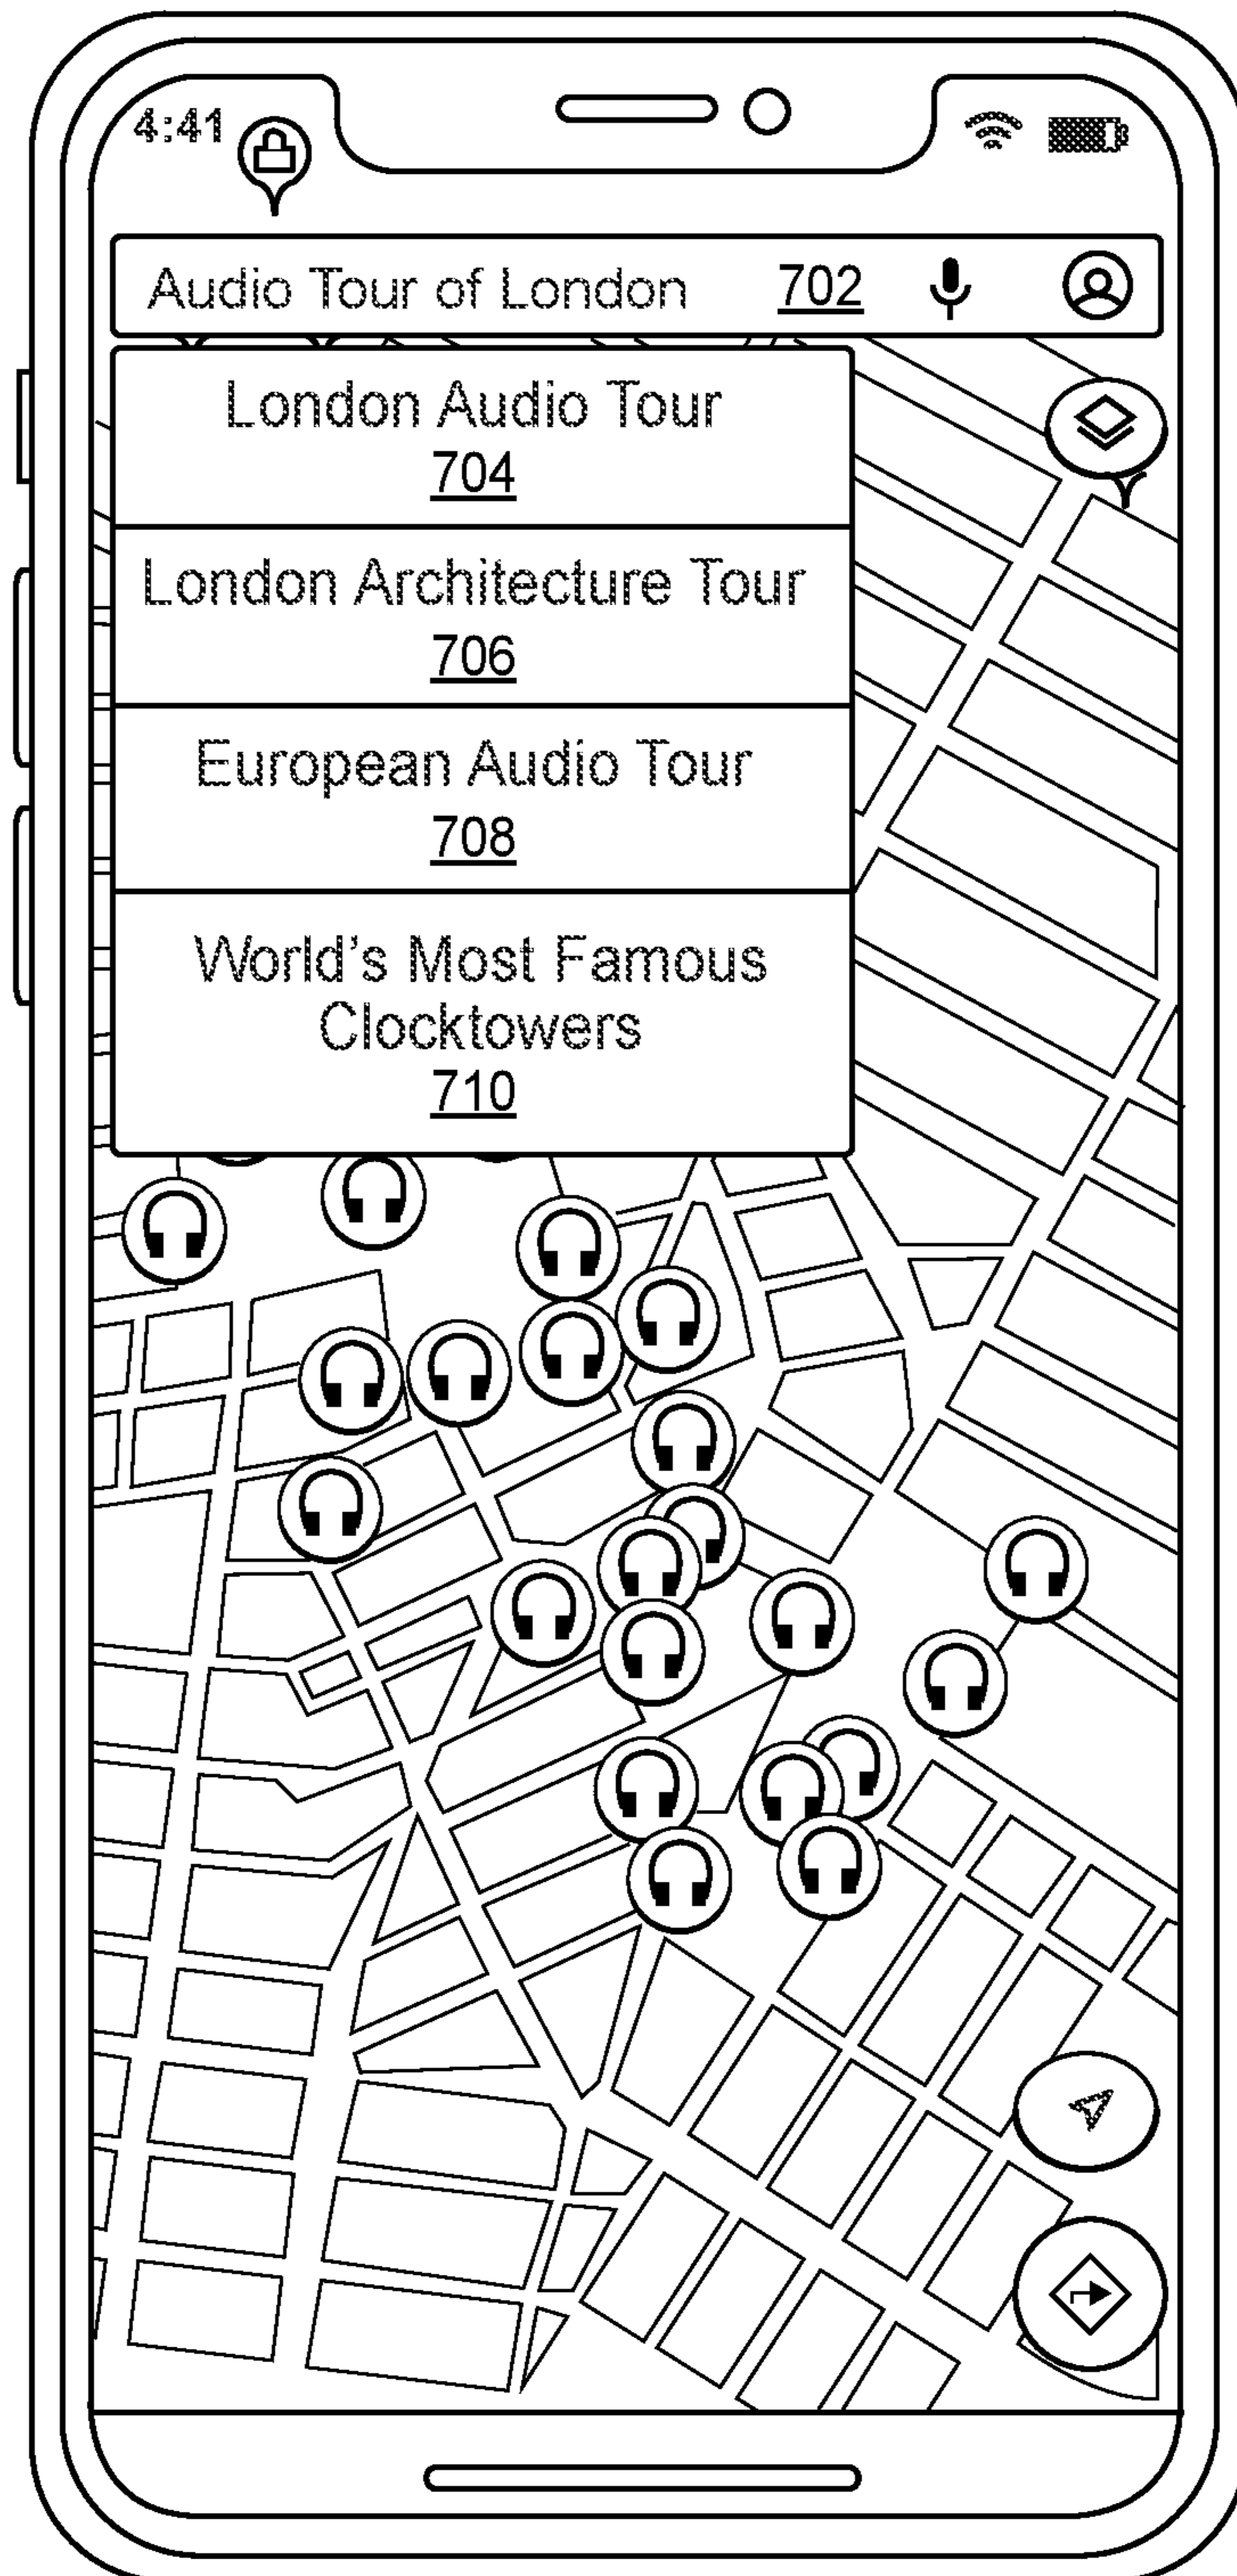 4:41
Audio Tour of London 702
London Audio Tour
704
London Architecture Tour
706
European Audio Tour
708
World's Most Famous
Clocktowers
710